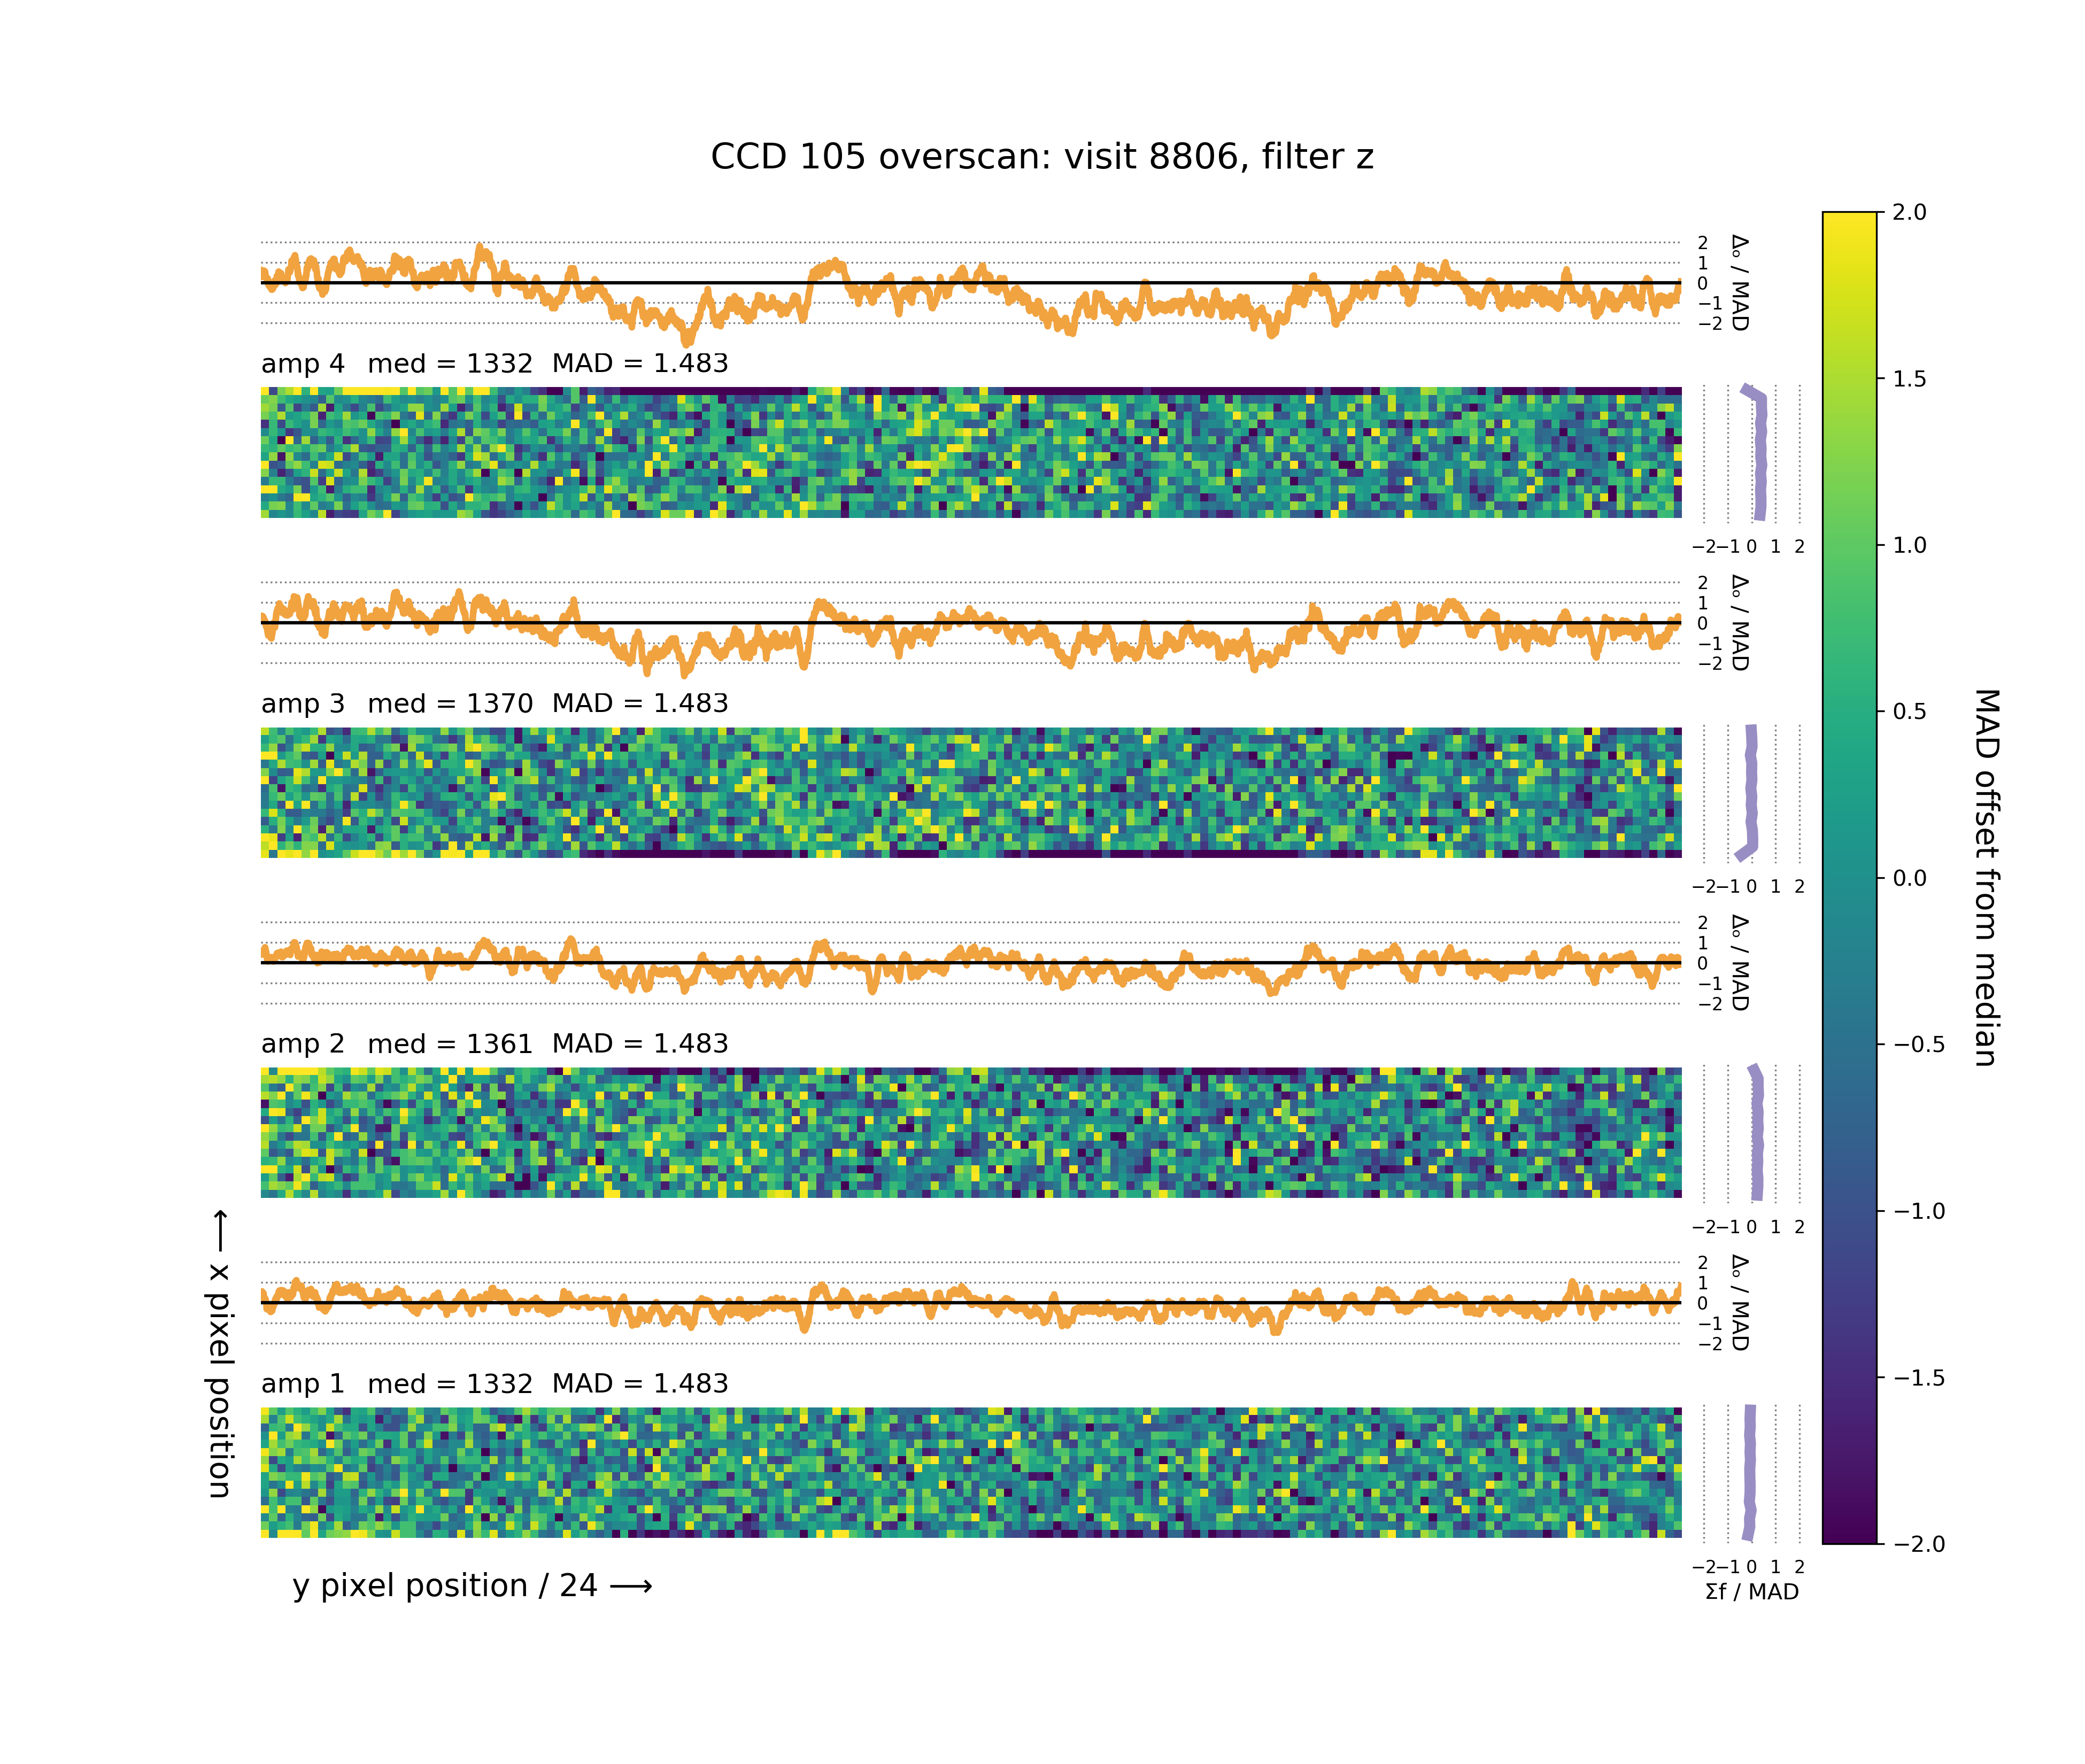 CCD 105 overscan: visit 8806, filter z
2
1
0
−1
−2
Δₒ / MAD
amp 4 med = 1332 MAD = 1.483
−2 −1 0 1 2
2
1
0
−1
−2
Δₒ / MAD
amp 3 med = 1370 MAD = 1.483
−2 −1 0 1 2
2
1
0
−1
−2
Δₒ / MAD
amp 2 med = 1361 MAD = 1.483
−2 −1 0 1 2
2
1
0
−1
−2
Δₒ / MAD
amp 1 med = 1332 MAD = 1.483
−2 −1 0 1 2
Σf / MAD
y pixel position / 24 ⟶
⟵ x pixel position
2.0
1.5
1.0
0.5
0.0
−0.5
−1.0
−1.5
−2.0
MAD offset from median